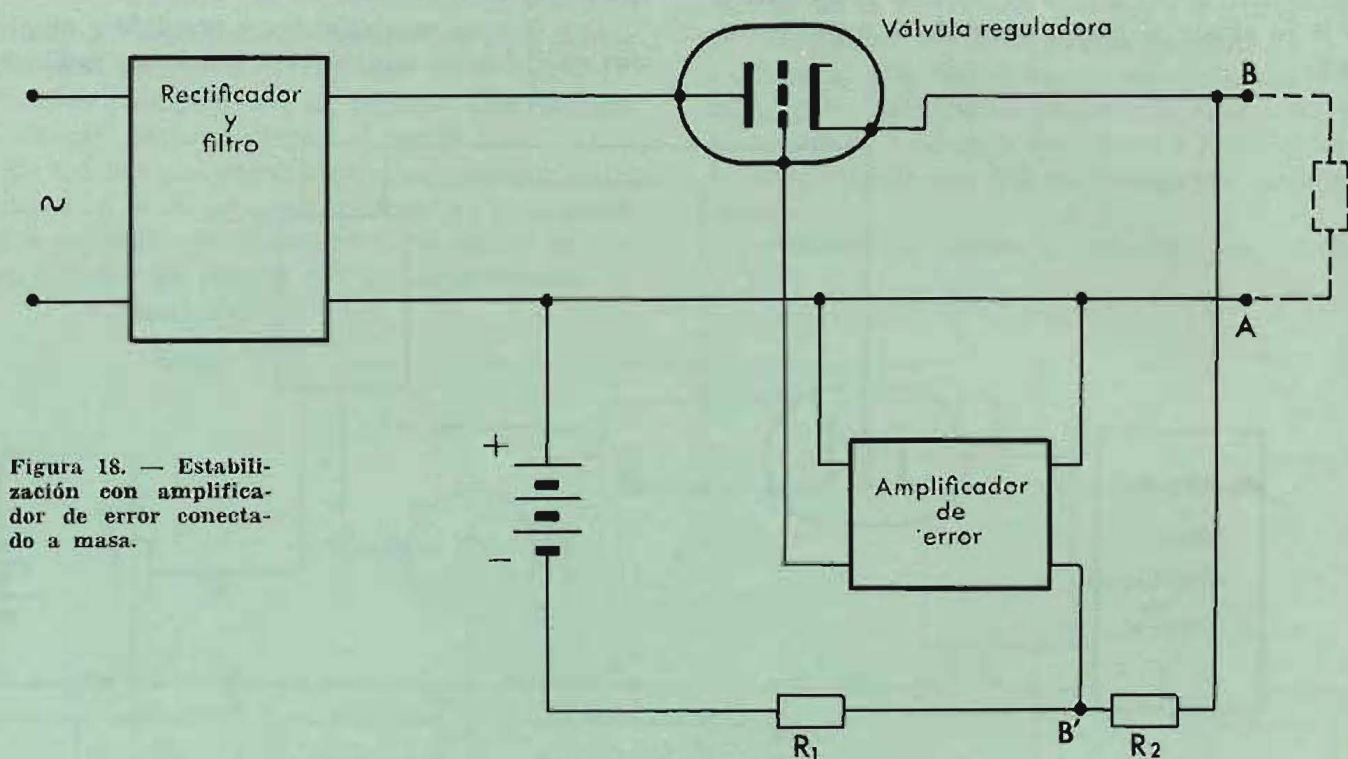 Válvula reguladora
Rectificador
y
filtro
~
B
A
+
−
Figura 18. — Estabili-
zación con amplifica-
dor de error conecta-
do a masa.
Amplificador
de
error
R₁
B′
R₂